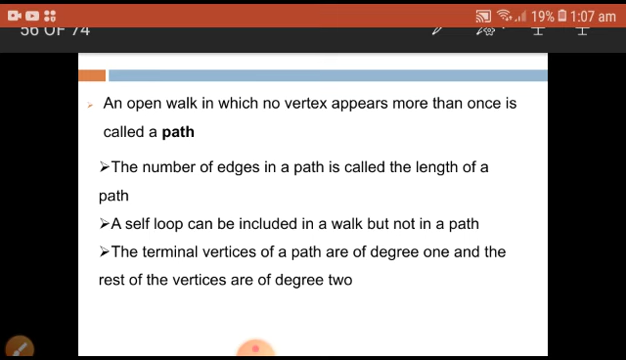 19% 1:07 am
56 OF 74
An open walk in which no vertex appears more than once is
called a path
➢The number of edges in a path is called the length of a
path
➢A self loop can be included in a walk but not in a path
➢The terminal vertices of a path are of degree one and the
rest of the vertices are of degree two